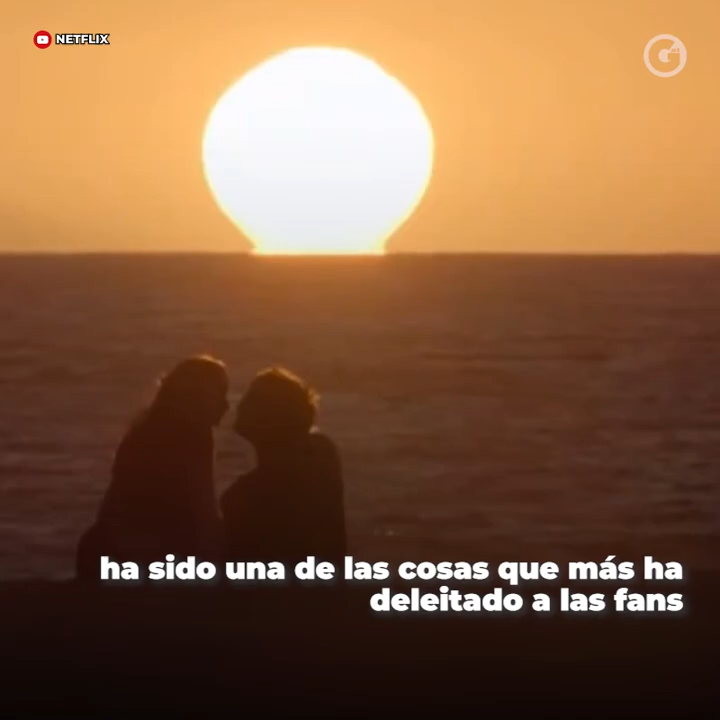 NETFLIX
G
ha sido una de las cosas que más ha
deleitado a las fans